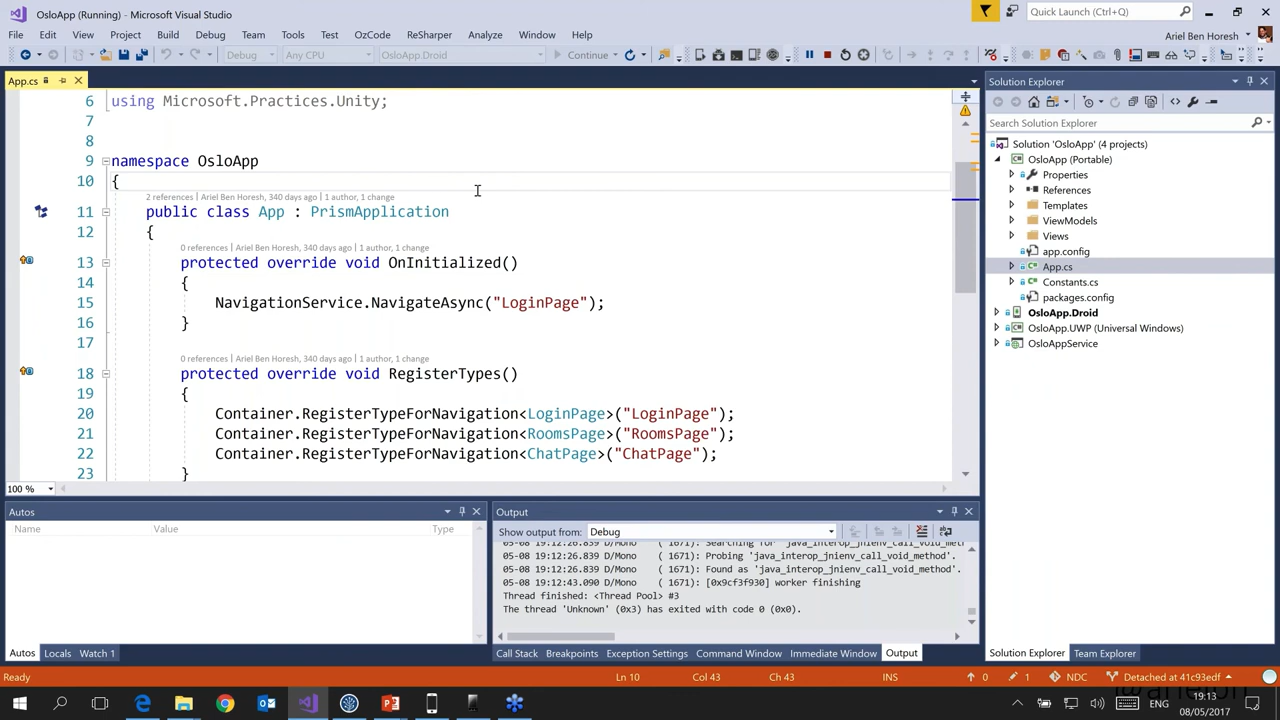 OsloApp (Running) - Microsoft Visual Studio
Quick Launch (Ctrl+Q)
File Edit View Project Build Debug Team Tools Test OzCode ReSharper Analyze Window Help
Ariel Ben Horesh
Debug Any CPU OsloApp.Droid Continue
App.cs
6 using Microsoft.Practices.Unity;
7
8
9 namespace OsloApp
10 {
2 references | Ariel Ben Horesh, 340 days ago | 1 author, 1 change
11 public class App : PrismApplication
12 {
0 references | Ariel Ben Horesh, 340 days ago | 1 author, 1 change
13 protected override void OnInitialized()
14 {
15 NavigationService.NavigateAsync("LoginPage");
16 }
17
0 references | Ariel Ben Horesh, 340 days ago | 1 author, 1 change
18 protected override void RegisterTypes()
19 {
20 Container.RegisterTypeForNavigation<LoginPage>("LoginPage");
21 Container.RegisterTypeForNavigation<RoomsPage>("RoomsPage");
22 Container.RegisterTypeForNavigation<ChatPage>("ChatPage");
23 }
100 %
Solution Explorer
Search Solution Explorer
Solution 'OsloApp' (4 projects)
OsloApp (Portable)
Properties
References
Templates
ViewModels
Views
app.config
App.cs
Constants.cs
packages.config
OsloApp.Droid
OsloApp.UWP (Universal Windows)
OsloAppService
Autos
Name Value Type
Output
Show output from: Debug
05-08 19:12:26.839 D/Mono ( 1671): Searching for 'java_interop_jnienv_call_void_met
05-08 19:12:26.839 D/Mono ( 1671): Probing 'java_interop_jnienv_call_void_method'.
05-08 19:12:26.839 D/Mono ( 1671): Found as 'java_interop_jnienv_call_void_method'.
05-08 19:12:43.090 D/Mono ( 1671): [0x9cf3f930] worker finishing
Thread finished: <Thread Pool> #3
The thread 'Unknown' (0x3) has exited with code 0 (0x0).
Autos Locals Watch 1
Call Stack Breakpoints Exception Settings Command Window Immediate Window Output
Solution Explorer Team Explorer
Ready Ln 10 Col 43 Ch 43 INS 0 1 NDC Detached at 41c93edf
ENG 19:13
08/05/2017